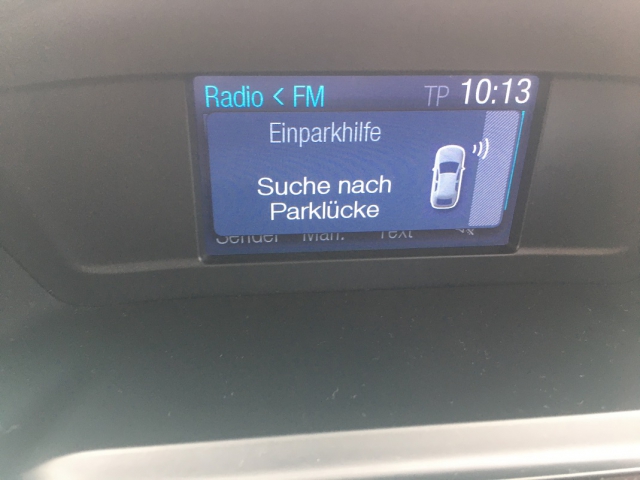 Radio < FM TP 10:13
Einparkhilfe
Suche nach
Parklücke
Sender Man. Text